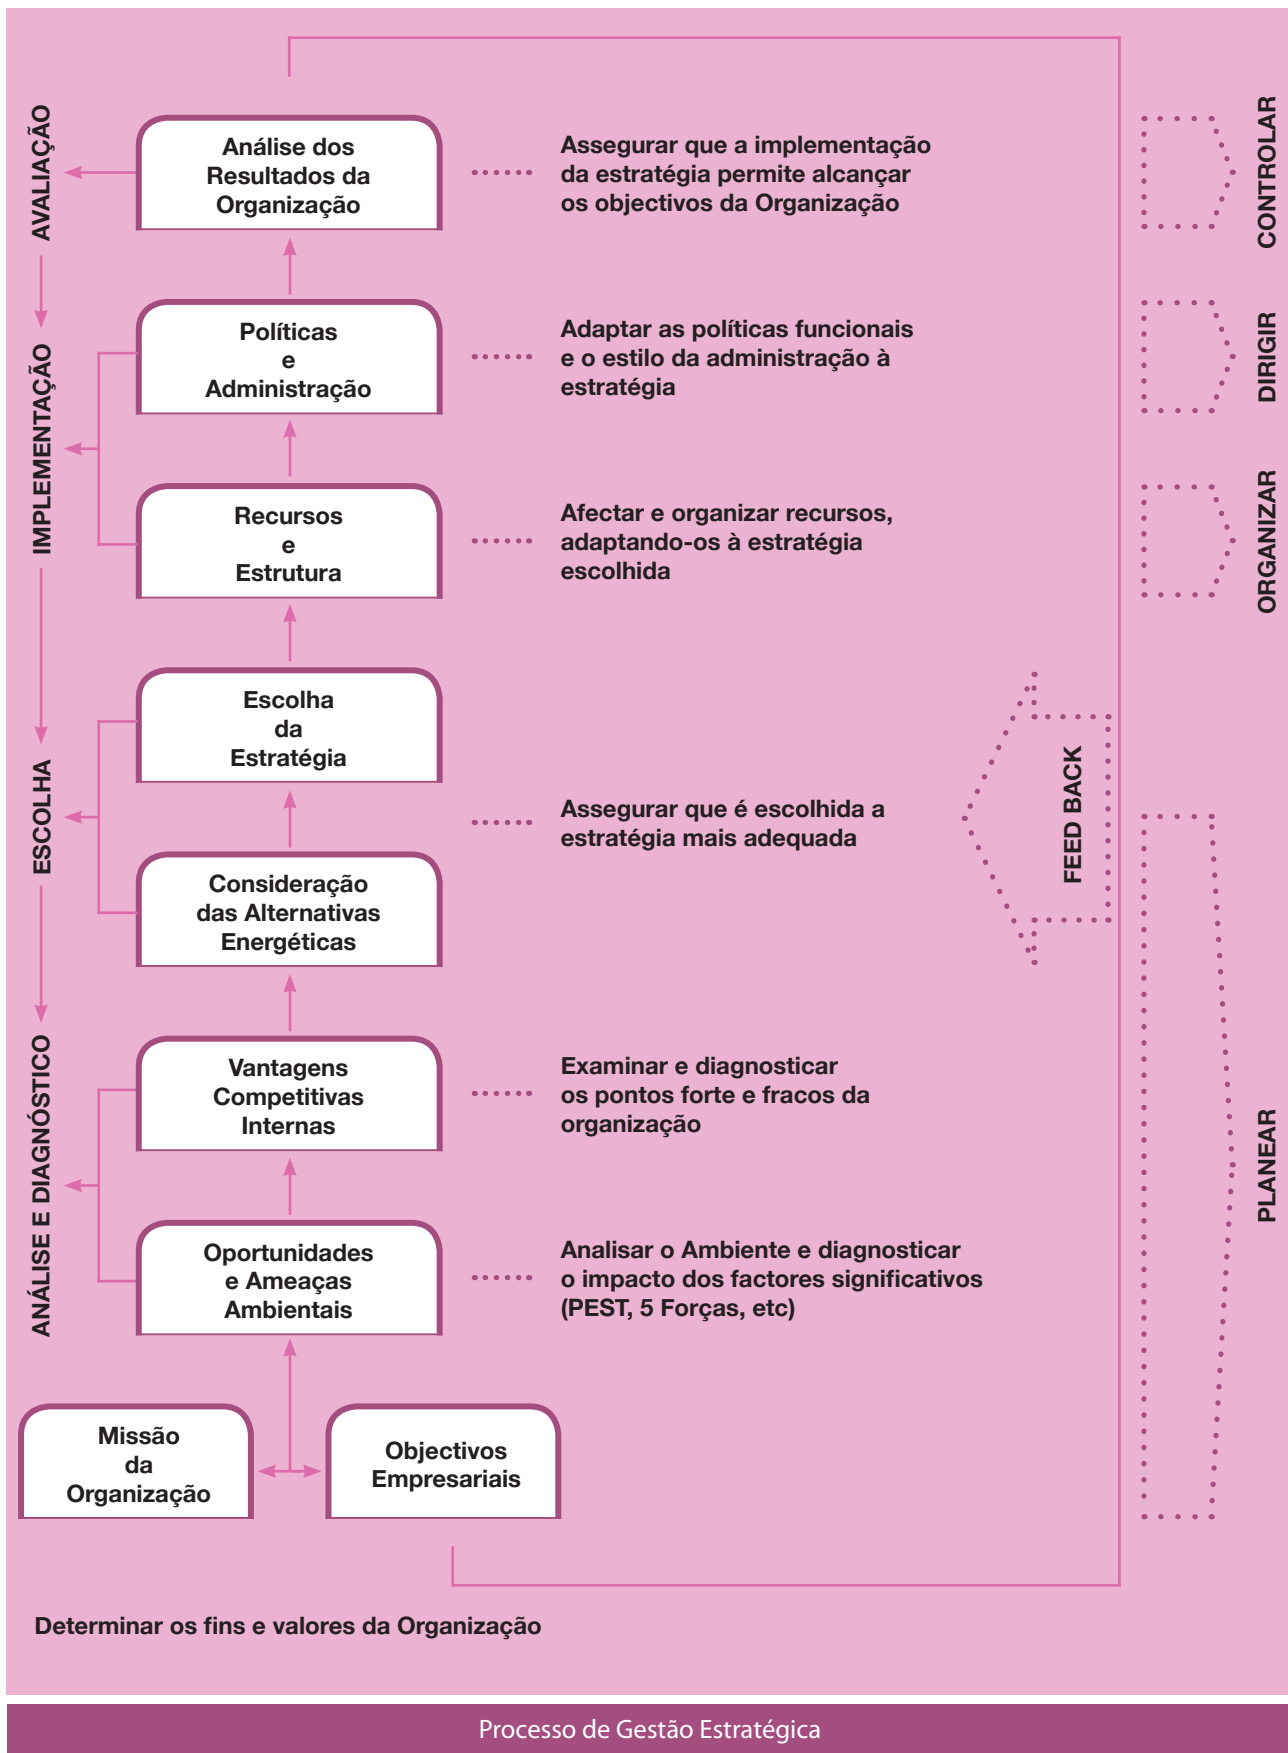 AVALIAÇÃO
Análise dos
Resultados da
Organização
Assegurar que a implementação
da estratégia permite alcançar
os objectivos da Organização
CONTROLAR
IMPLEMENTAÇÃO
Políticas
e
Administração
Adaptar as políticas funcionais
e o estilo da administração à
estratégia
DIRIGIR
Recursos
e
Estrutura
Afectar e organizar recursos,
adaptando-os à estratégia
escolhida
ORGANIZAR
ESCOLHA
Escolha
da
Estratégia
Assegurar que é escolhida a
estratégia mais adequada
FEED BACK
Consideração
das Alternativas
Energéticas
ANÁLISE E DIAGNÓSTICO
Vantagens
Competitivas
Internas
Examinar e diagnosticar
os pontos forte e fracos da
organização
PLANEAR
Oportunidades
e Ameaças
Ambientais
Analisar o Ambiente e diagnosticar
o impacto dos factores significativos
(PEST, 5 Forças, etc)
Missão
da
Organização
Objectivos
Empresariais
Determinar os fins e valores da Organização
Processo de Gestão Estratégica